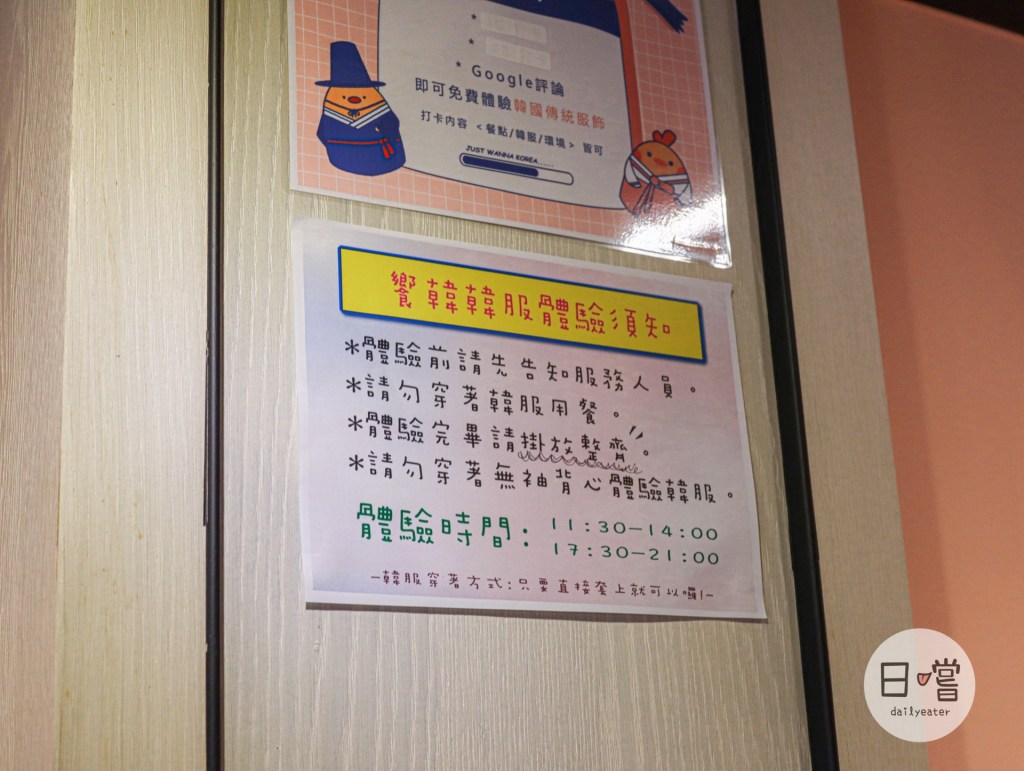 * Google評論
即可免費體驗韓國傳統服飾
打卡內容 <餐點/韓服/環境> 皆可
JUST WANNA KOREA......
饗韓韓服體驗須知
*體驗前請先告知服務人員。
*請勿穿著韓服用餐。
*體驗完畢請掛放整齊。
*請勿穿著無袖背心體驗韓服。
體驗時間: 11:30-14:00
17:30-21:00
-韓服穿著方式:只要直接套上就可以囉!-
日嚐
dailyeater